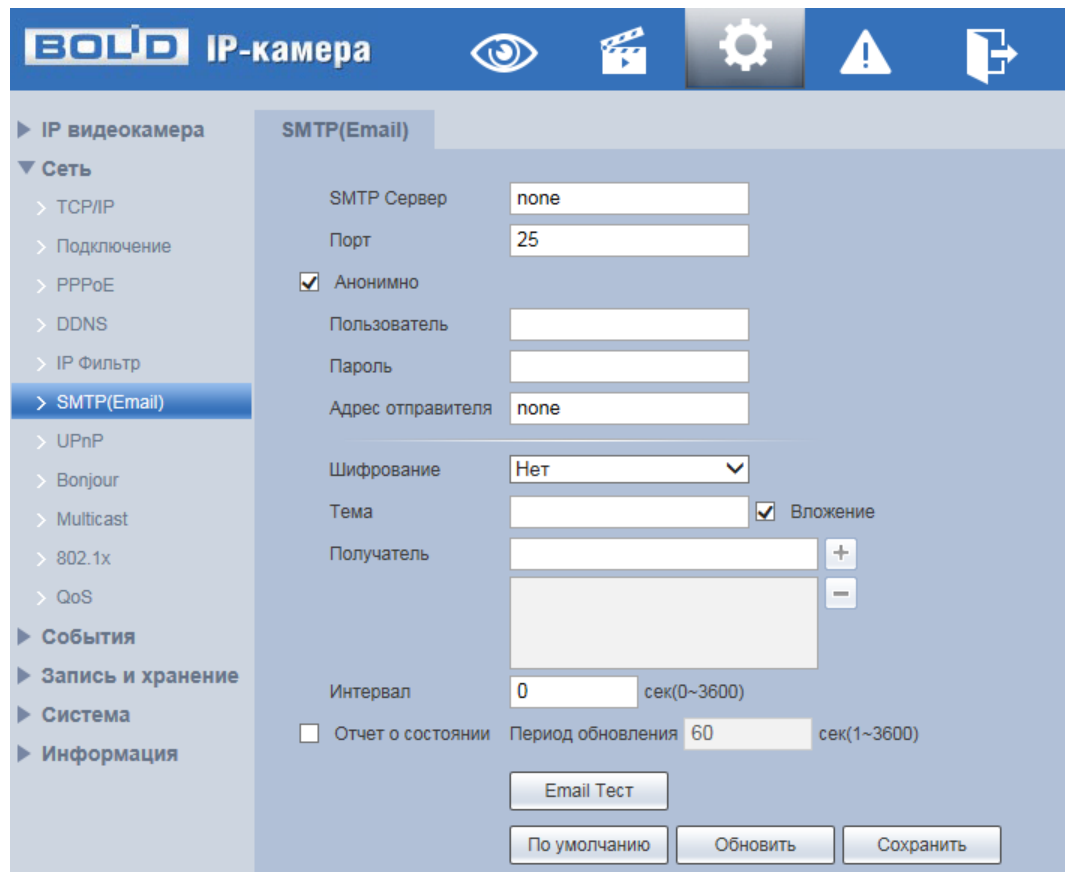 BOLID IP-камера
IP видеокамера
Сеть
TCP/IP
Подключение
PPPoE
DDNS
IP Фильтр
SMTP(Email)
UPnP
Bonjour
Multicast
802.1x
QoS
События
Запись и хранение
Система
Информация
SMTP(Email)
SMTP Сервер none
Порт 25
Анонимно
Пользователь
Пароль
Адрес отправителя none
Шифрование Нет
Тема Вложение
Получатель
Интервал 0 сек(0~3600)
Отчет о состоянии Период обновления 60 сек(1~3600)
Email Тест
По умолчанию Обновить Сохранить